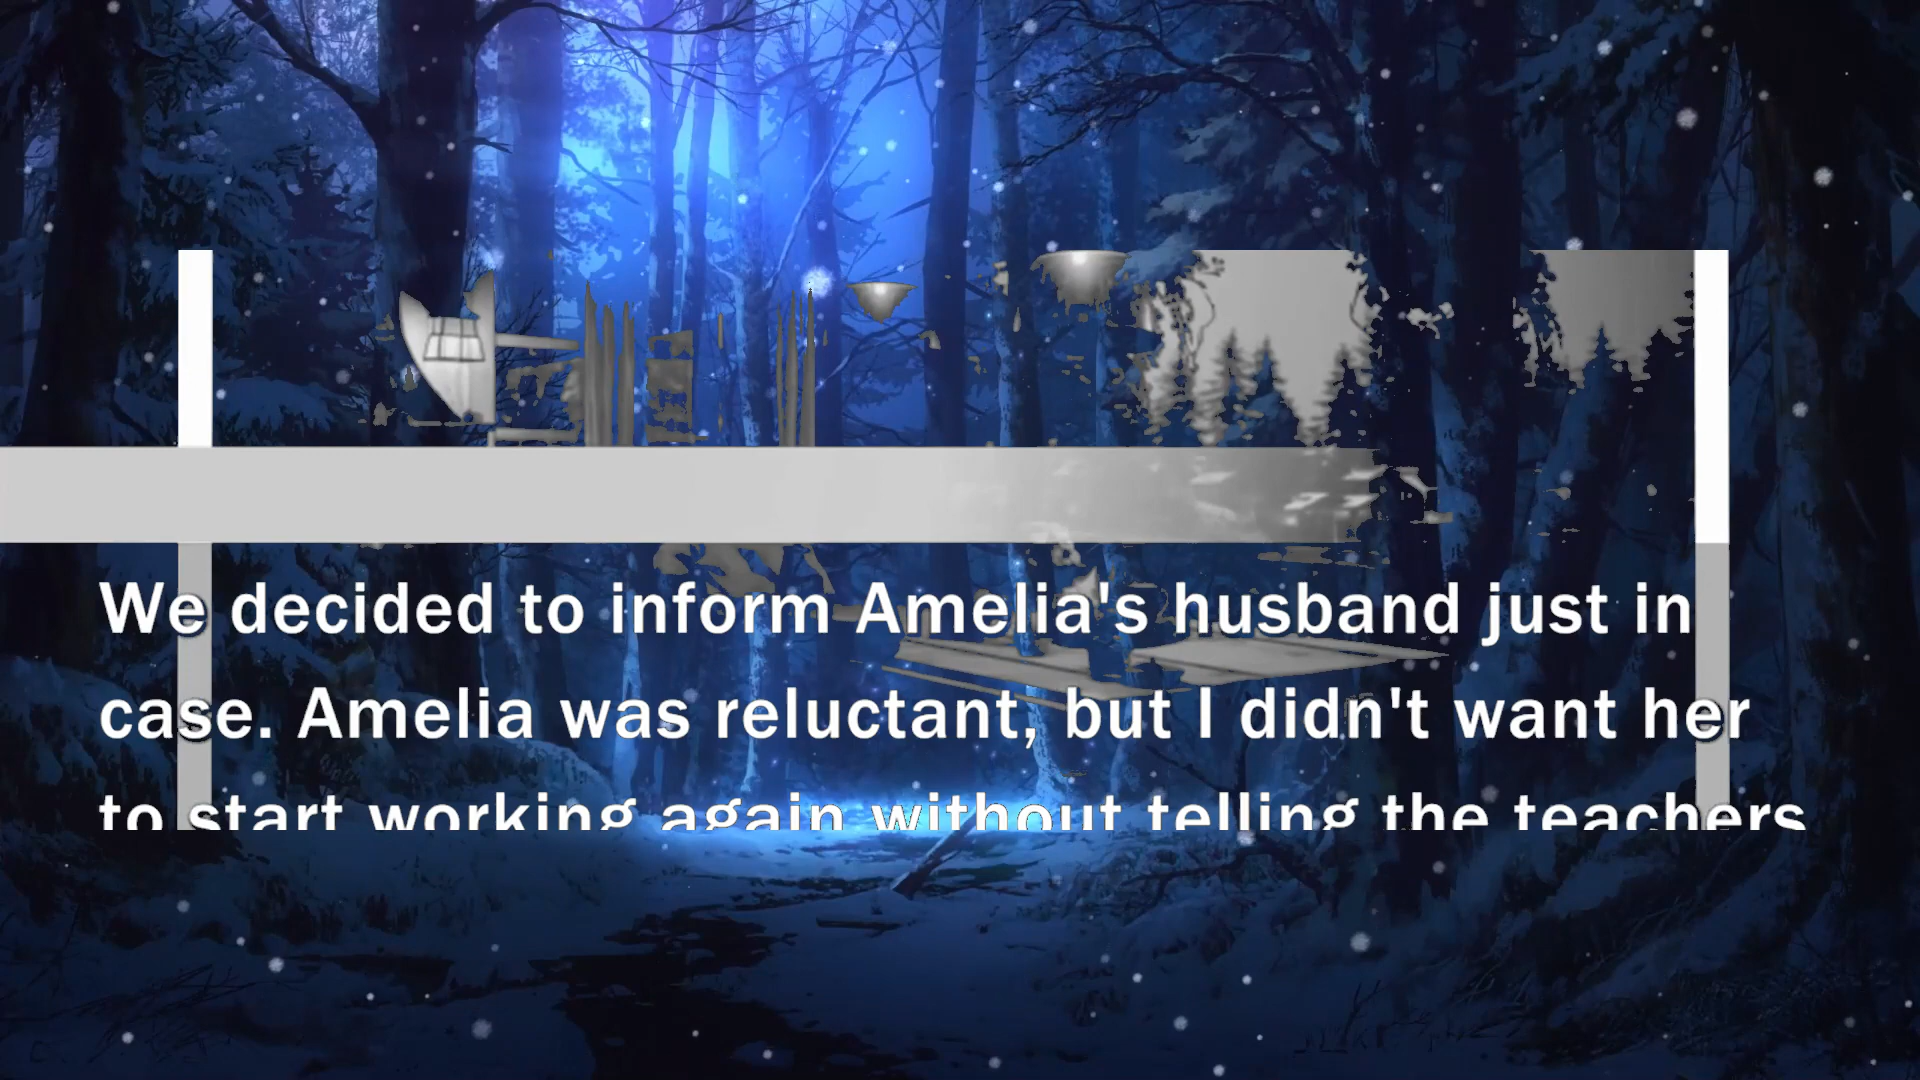 We decided to inform Amelia's husband just in
case. Amelia was reluctant, but I didn't want her
to start working again without telling the teachers